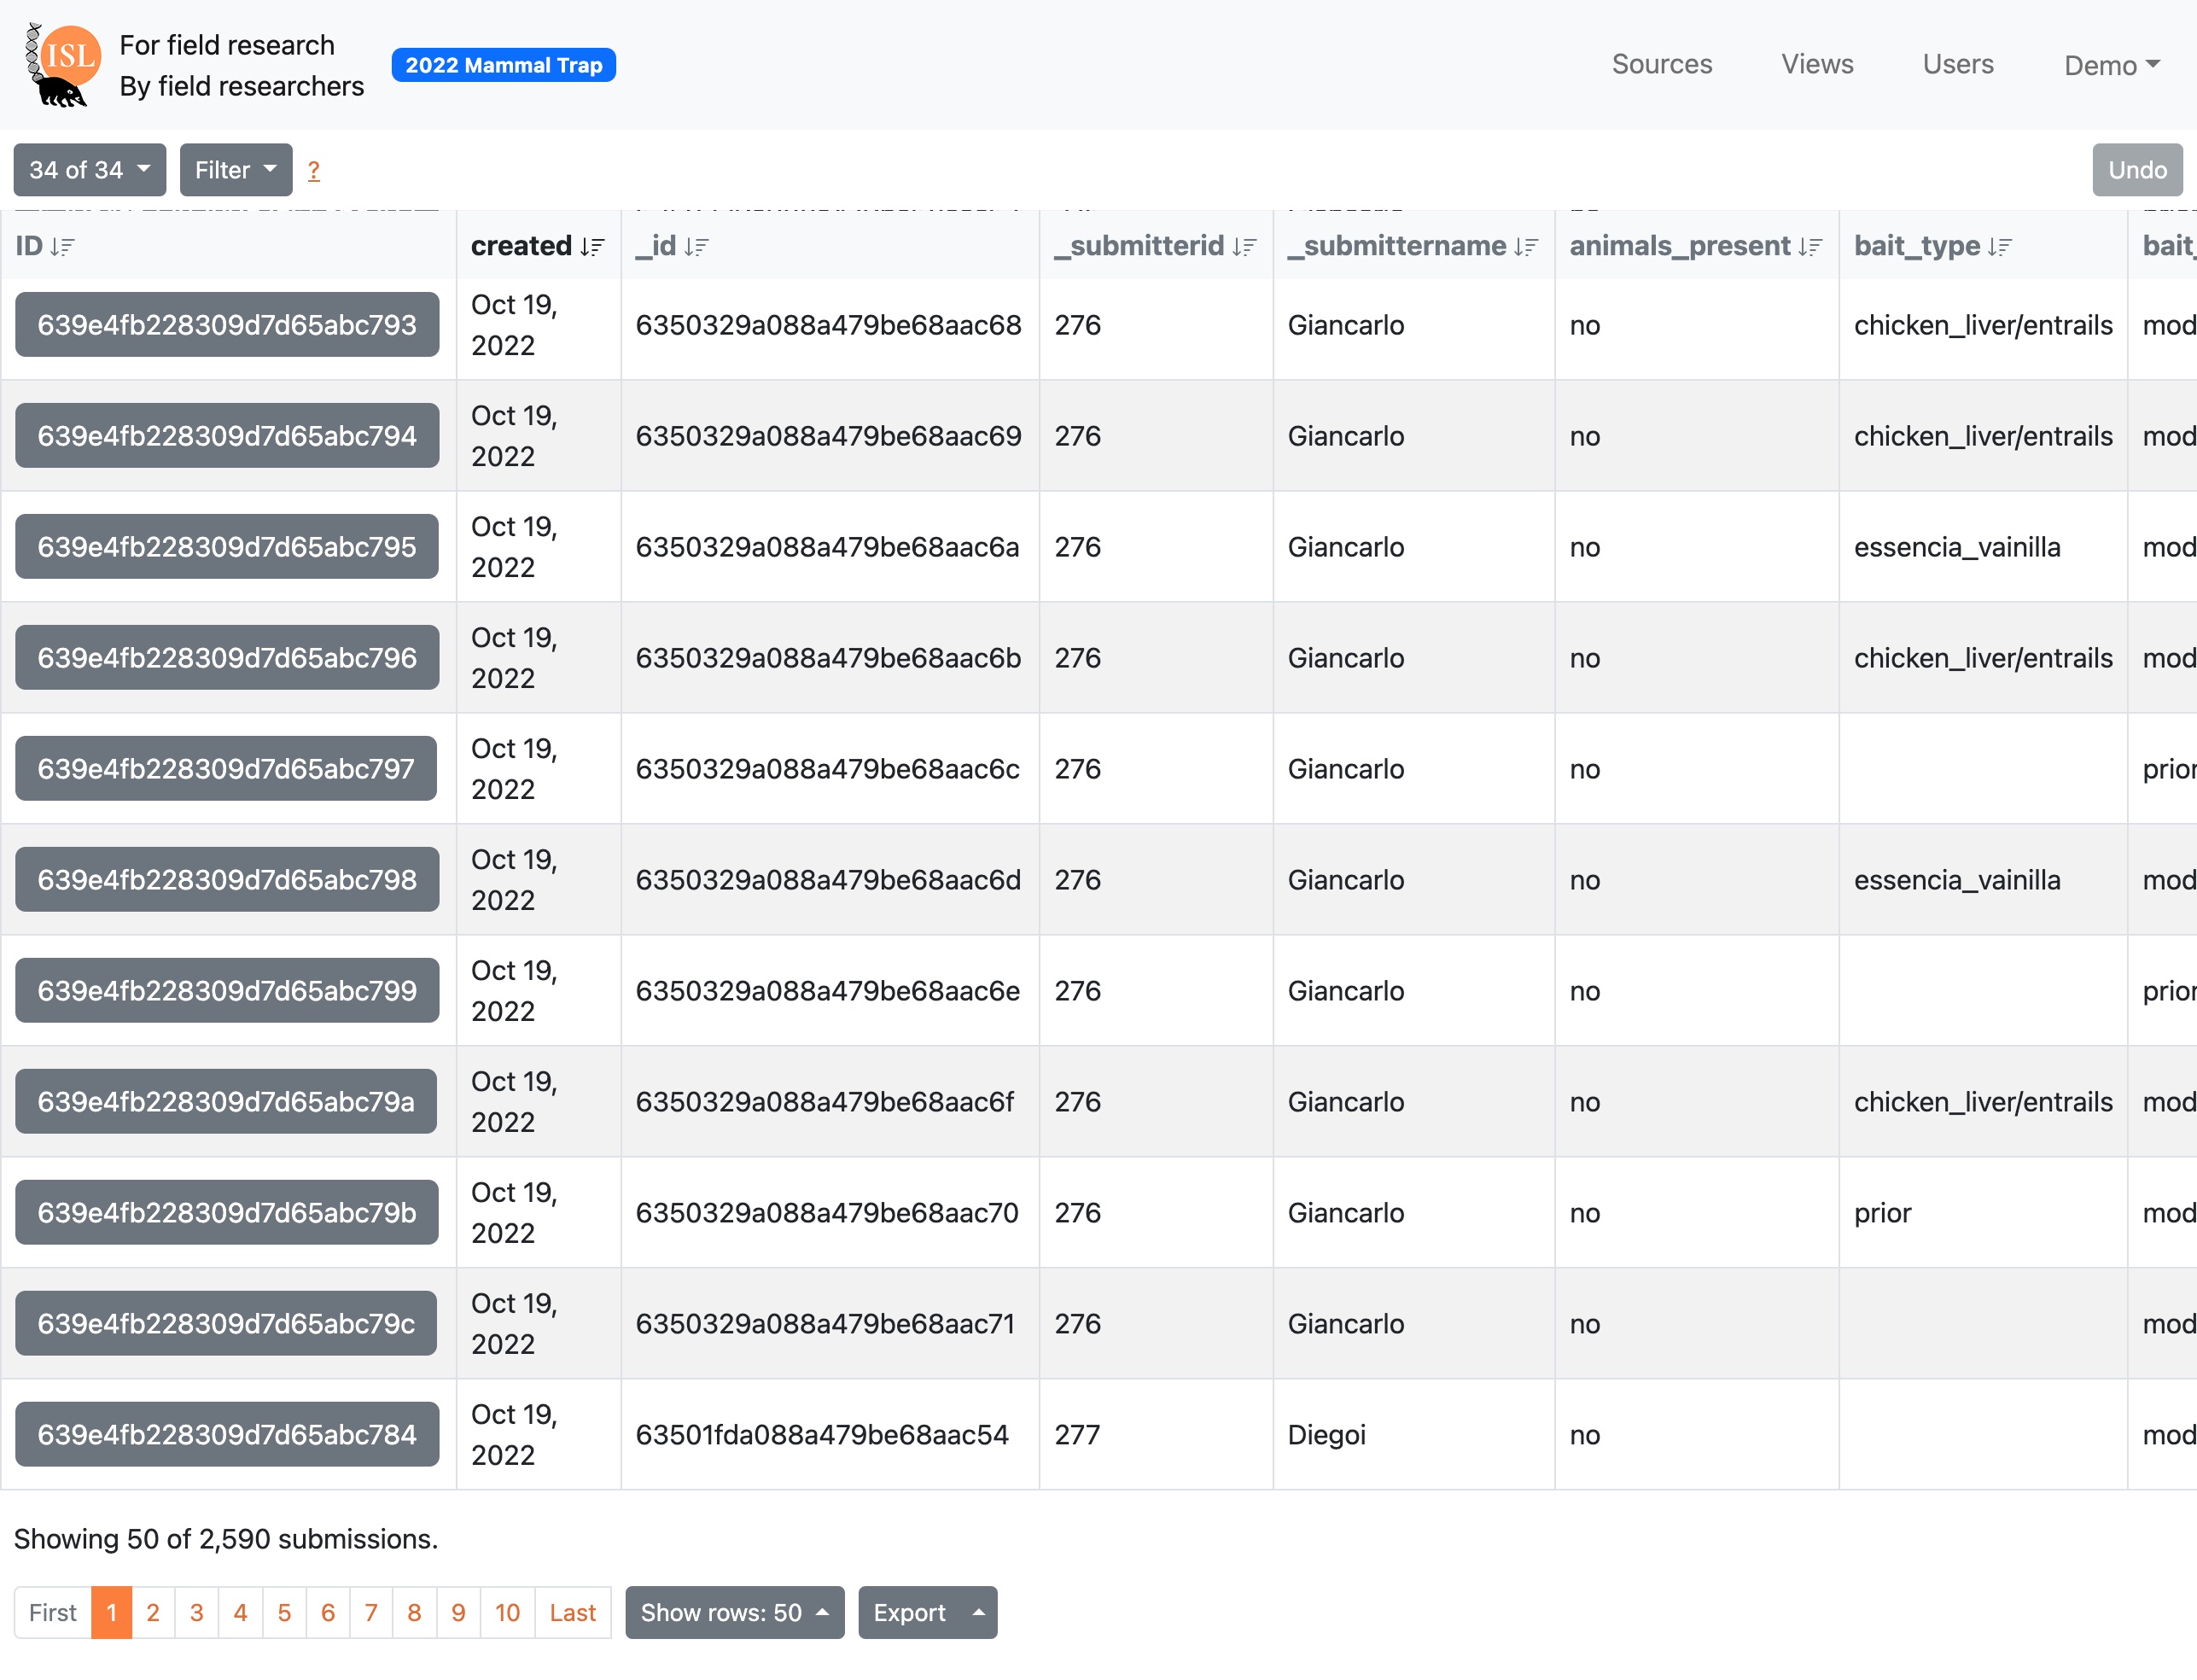 ISL
For field research
By field researchers
2022 Mammal Trap
Sources Views Users Demo
34 of 34 Filter ? Undo
ID created _id _submitterid _submittername animals_present bait_type bait_
639e4fb228309d7d65abc793 Oct 19, 2022 6350329a088a479be68aac68 276 Giancarlo no chicken_liver/entrails mod
639e4fb228309d7d65abc794 Oct 19, 2022 6350329a088a479be68aac69 276 Giancarlo no chicken_liver/entrails mod
639e4fb228309d7d65abc795 Oct 19, 2022 6350329a088a479be68aac6a 276 Giancarlo no essencia_vainilla mod
639e4fb228309d7d65abc796 Oct 19, 2022 6350329a088a479be68aac6b 276 Giancarlo no chicken_liver/entrails mod
639e4fb228309d7d65abc797 Oct 19, 2022 6350329a088a479be68aac6c 276 Giancarlo no prior
639e4fb228309d7d65abc798 Oct 19, 2022 6350329a088a479be68aac6d 276 Giancarlo no essencia_vainilla mod
639e4fb228309d7d65abc799 Oct 19, 2022 6350329a088a479be68aac6e 276 Giancarlo no prior
639e4fb228309d7d65abc79a Oct 19, 2022 6350329a088a479be68aac6f 276 Giancarlo no chicken_liver/entrails mod
639e4fb228309d7d65abc79b Oct 19, 2022 6350329a088a479be68aac70 276 Giancarlo no prior mod
639e4fb228309d7d65abc79c Oct 19, 2022 6350329a088a479be68aac71 276 Giancarlo no mod
639e4fb228309d7d65abc784 Oct 19, 2022 63501fda088a479be68aac54 277 Diegoi no mod
Showing 50 of 2,590 submissions.
First 1 2 3 4 5 6 7 8 9 10 Last Show rows: 50 Export